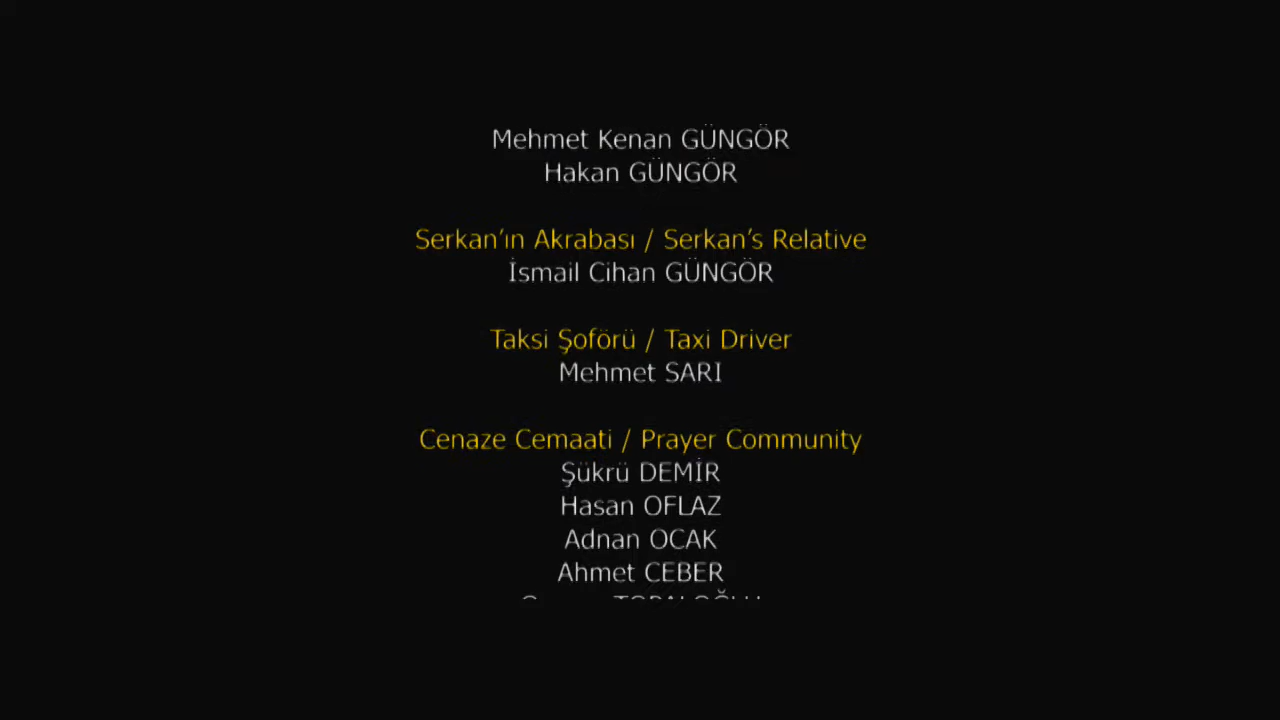 Mehmet Kenan GÜNGÖR
Hakan GÜNGÖR
Serkan’ın Akrabası / Serkan’s Relative
İsmail Cihan GÜNGÖR
Taksi Şoförü / Taxi Driver
Mehmet SARI
Cenaze Cemaati / Prayer Community
Şükrü DEMİR
Hasan OFLAZ
Adnan OCAK
Ahmet CEBER